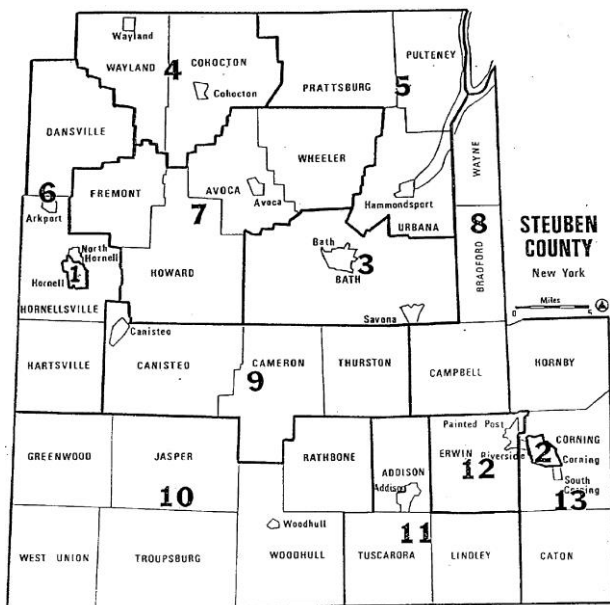 Wayland
WAYLAND
4
COHOCTON
Cohocton
PRATTSBURG
5
PULTENEY
DANSVILLE
WHEELER
WAYNE
6
Arkport
FREMONT
7
AVOCA
Avoca
Hammondsport
URBANA
8
BRADFORD
STEUBEN
COUNTY
New York
Miles
0 5
North
Hornell
1
Hornell
HORNELLSVILLE
HOWARD
Bath
3
BATH
Savona
Canisteo
HARTSVILLE
CANISTEO
CAMERON
9
THURSTON
CAMPBELL
HORNBY
GREENWOOD
JASPER
10
RATHBONE
ADDISON
Addison
11
Painted Post
ERWIN Riverside
12
CORNING
2
Corning
South
Corning
13
WEST UNION
TROUPSBURG
Woodhull
WOODHULL
TUSCARORA
LINDLEY
CATON